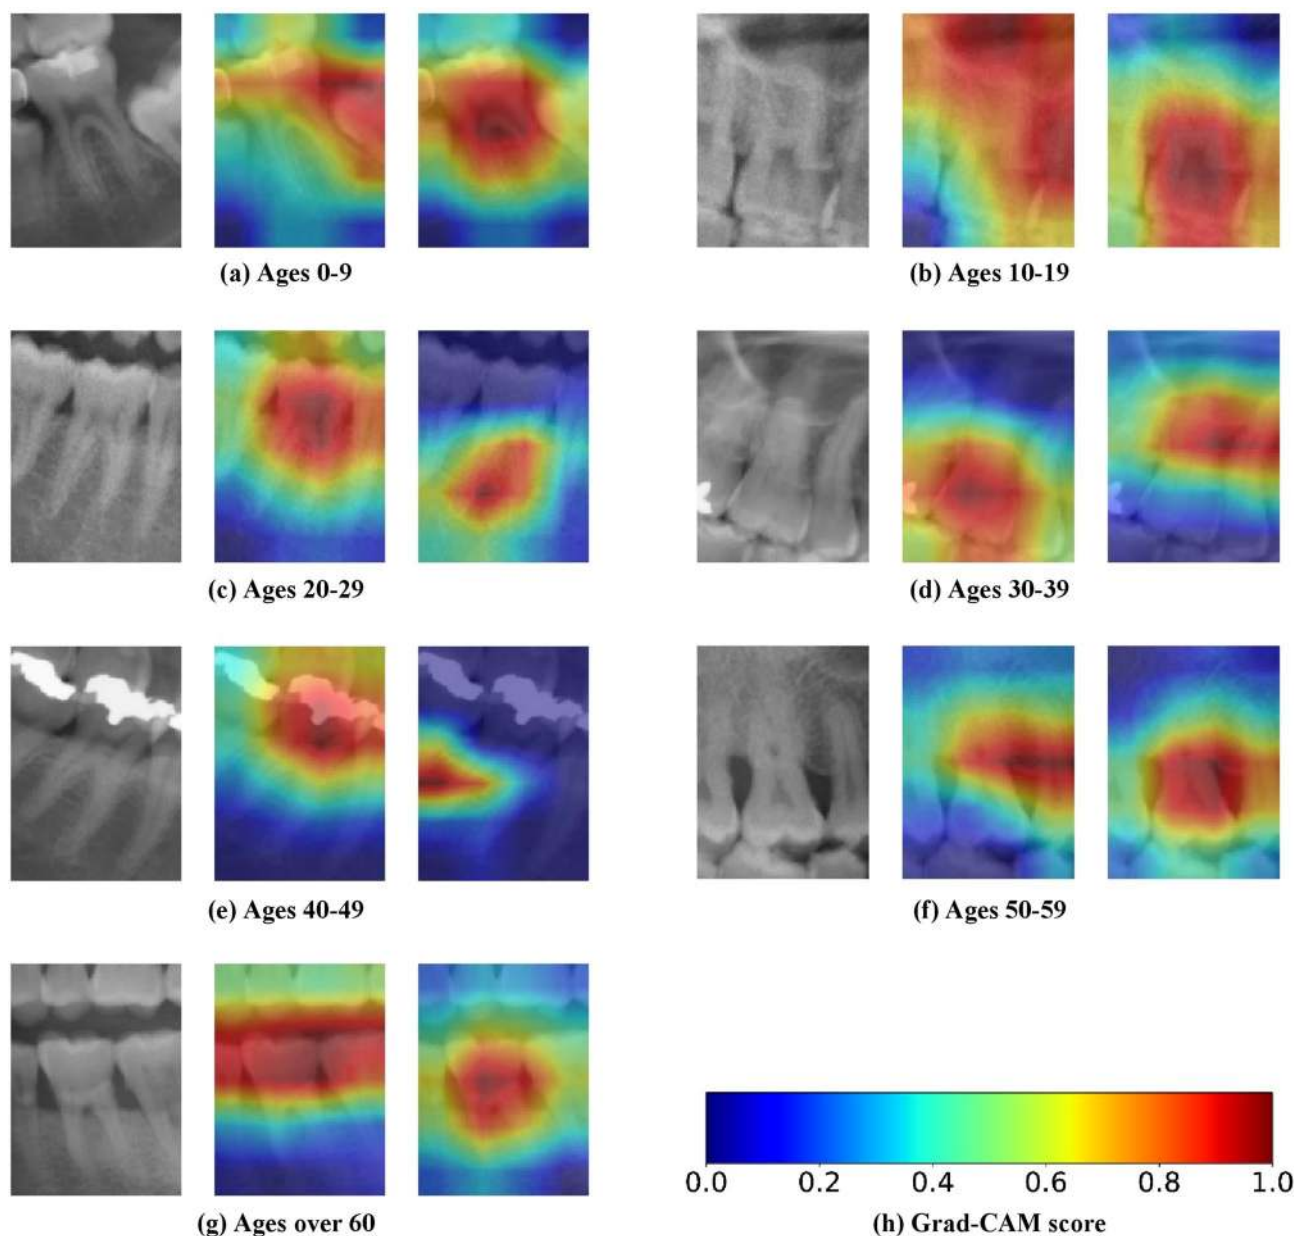 (a) Ages 0-9
(b) Ages 10-19
(c) Ages 20-29
(d) Ages 30-39
(e) Ages 40-49
(f) Ages 50-59
(g) Ages over 60
0.0 0.2 0.4 0.6 0.8 1.0
(h) Grad-CAM score